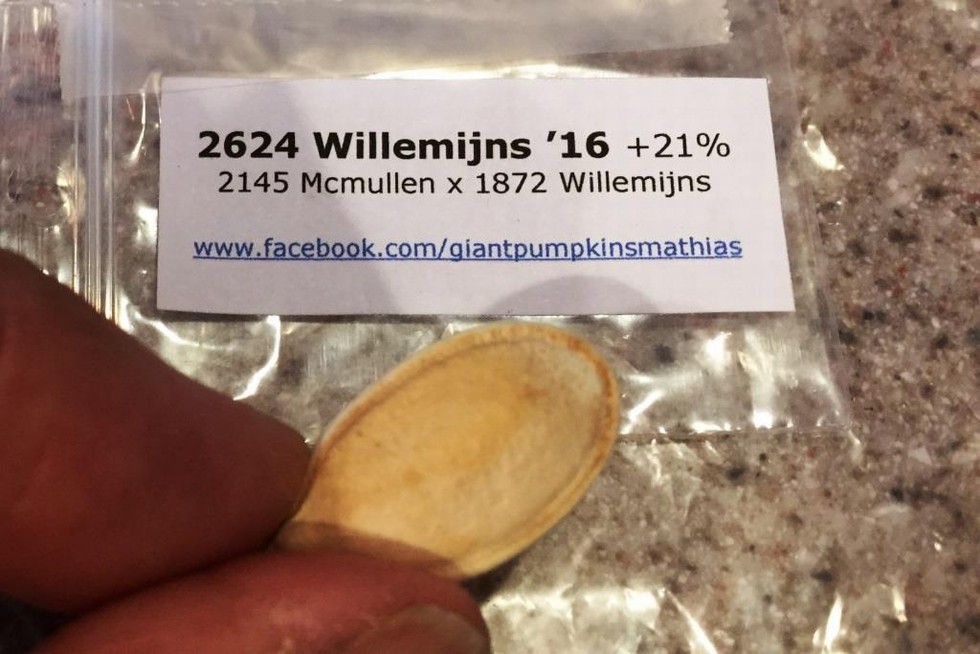 2624 Willemijns ’16 +21%
2145 Mcmullen x 1872 Willemijns
www.facebook.com/giantpumpkinsmathias